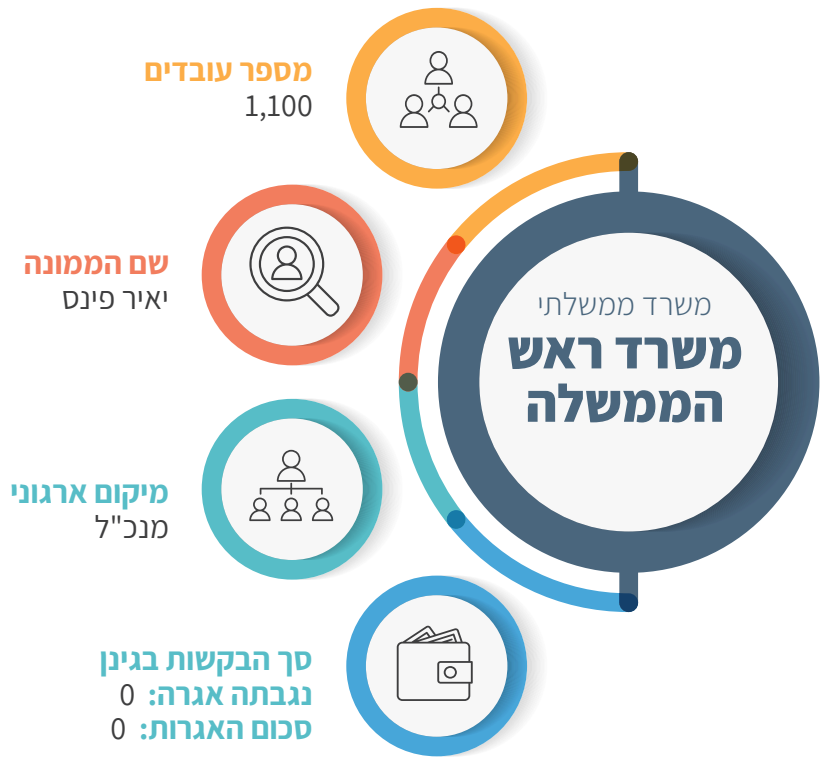 משרד ממשלתי
משרד ראש
הממשלה
מספר עובדים
1,100
שם הממונה
יאיר פינס
מיקום ארגוני
מנכ"ל
סך הבקשות בגינן
נגבתה אגרה: 0
סכום האגרות: 0